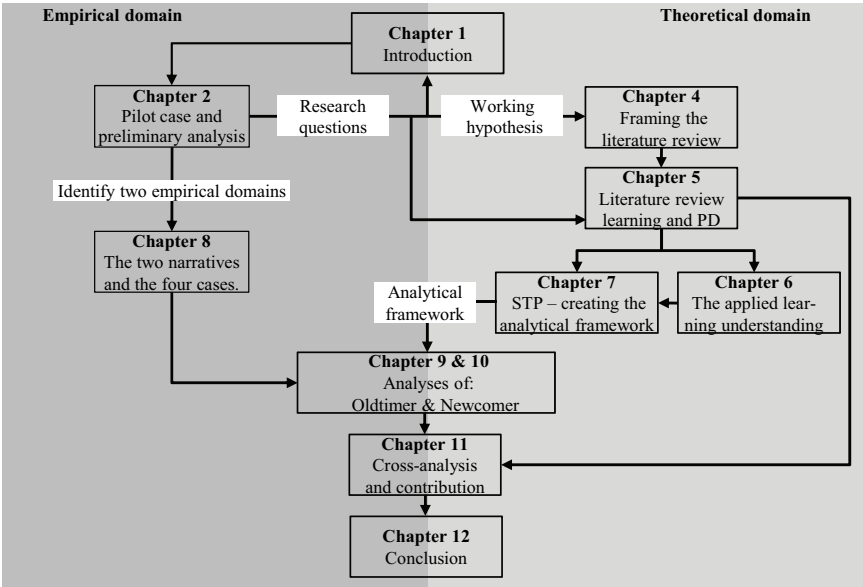 Empirical domain
Theoretical domain
Chapter 1
Introduction
Chapter 2
Pilot case and
preliminary analysis
Research
questions
Working
hypothesis
Chapter 4
Framing the
literature review
Identify two empirical domains
Chapter 5
Literature review
learning and PD
Chapter 8
The two narratives
and the four cases.
Analytical
framework
Chapter 7
STP – creating the
analytical framework
Chapter 6
The applied lear-
ning understanding
Chapter 9 & 10
Analyses of:
Oldtimer & Newcomer
Chapter 11
Cross-analysis
and contribution
Chapter 12
Conclusion